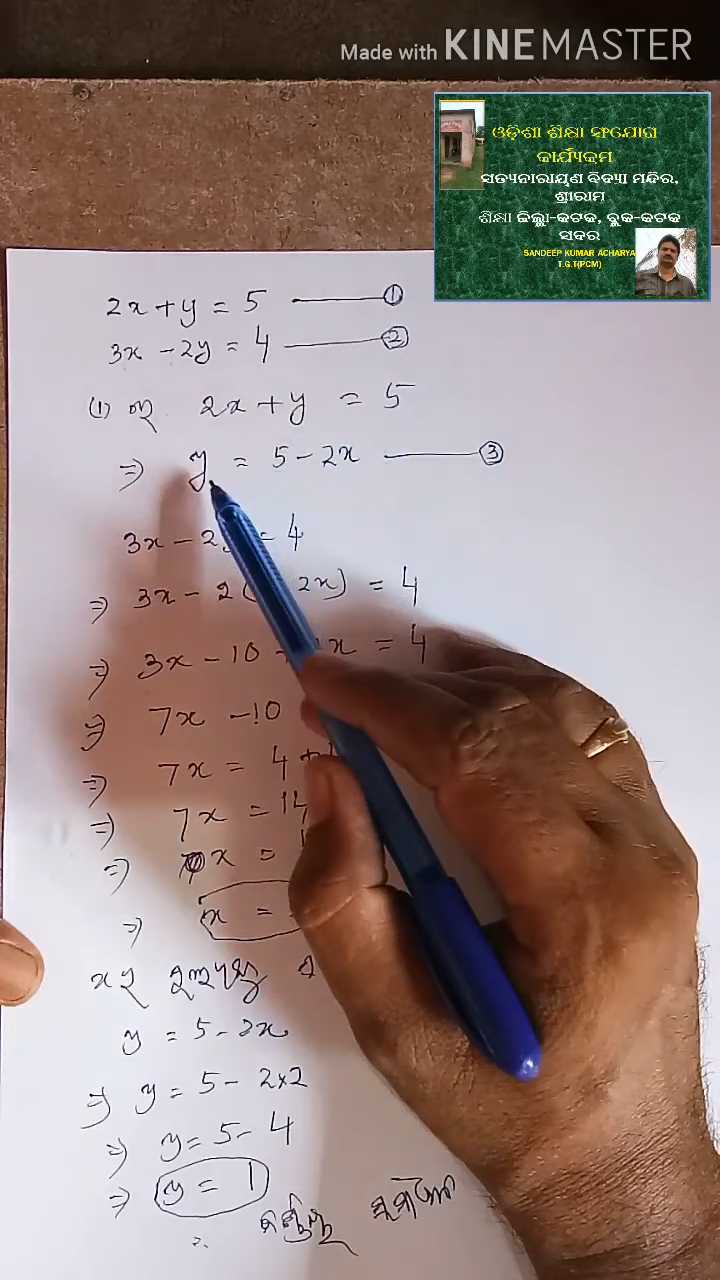 Made with KINEMASTER
ଓଡ଼ିଶା ଶିକ୍ଷା ସଂଯୋଗ
କାର୍ଯ୍ୟକ୍ରମ
ସତ୍ୟନାରାୟଣ ବିଦ୍ୟା ମନ୍ଦିର,
ଶ୍ରୀରାମ
ଶିକ୍ଷା ଜିଲ୍ଲା-କଟକ, ବ୍ଲକ-କଟକ
ସଦର
SANDEEP KUMAR ACHARYA
T.G.T(PCM)
2x + y = 5 ——— ①
3x - 2y = 4 ——— ②
(1) ରୁ 2x + y = 5
⇒ y = 5 - 2x ——— ③
3x - 2 = 4
⇒ 3x - 2( 2x) = 4
⇒ 3x - 10 + x = 4
⇒ 7x - 10
⇒ 7x = 4 +
⇒ 7x = 14
⇒ x =
⇒ x =
y = 5 - 2x
⇒ y = 5 - 2×2
⇒ y = 5 - 4
⇒ y = 1
∴